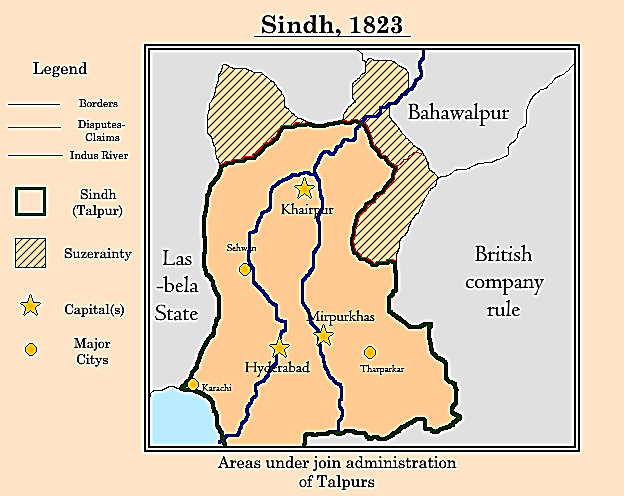 Sindh, 1823
Legend
Borders
Disputes-
Claims
Indus River
Sindh
(Talpur)
Suzerainty
Capital(s)
Major
Citys
Bahawalpur
Khairpur
Sehwan
Las
-bela
State
British
company
rule
Mirpurkhas
Hyderabad
Tharparkar
Karachi
Areas under join administration
of Talpurs